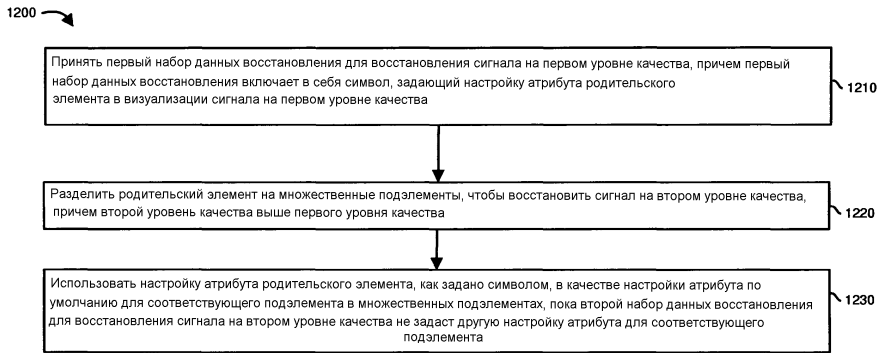 1200
Принять первый набор данных восстановления для восстановления сигнала на первом уровне качества, причем первый
набор данных восстановления включает в себя символ, задающий настройку атрибута родительского
элемента в визуализации сигнала на первом уровне качества
1210
Разделить родительский элемент на множественные подэлементы, чтобы восстановить сигнал на втором уровне качества,
причем второй уровень качества выше первого уровня качества
1220
Использовать настройку атрибута родительского элемента, как задано символом, в качестве настройки атрибута по
умолчанию для соответствующего подэлемента в множественных подэлементах, пока второй набор данных восстановления
для восстановления сигнала на втором уровне качества не задаст другую настройку атрибута для соответствующего
подэлемента
1230